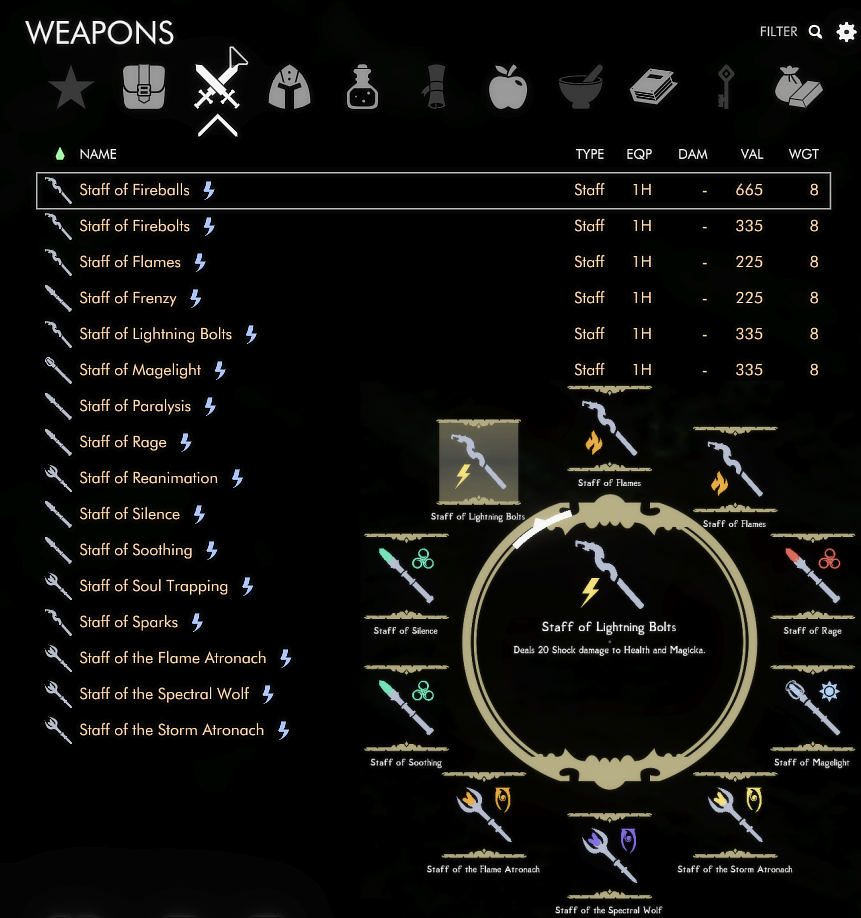 WEAPONS
FILTER
NAME TYPE EQP DAM VAL WGT
Staff of Fireballs Staff 1H - 665 8
Staff of Firebolts Staff 1H - 335 8
Staff of Flames Staff 1H - 225 8
Staff of Frenzy Staff 1H - 225 8
Staff of Lightning Bolts Staff 1H - 335 8
Staff of Magelight Staff 1H - 335 8
Staff of Paralysis
Staff of Rage
Staff of Reanimation
Staff of Silence
Staff of Soothing
Staff of Soul Trapping
Staff of Sparks
Staff of the Flame Atronach
Staff of the Spectral Wolf
Staff of the Storm Atronach
Staff of Flames
Staff of Lightning Bolts
Staff of Flames
Staff of Silence
Staff of Rage
Staff of Lightning Bolts
Deals 20 Shock damage to Health and Magicka.
Staff of Soothing
Staff of Magelight
Staff of the Flame Atronach
Staff of the Storm Atronach
Staff of the Spectral Wolf